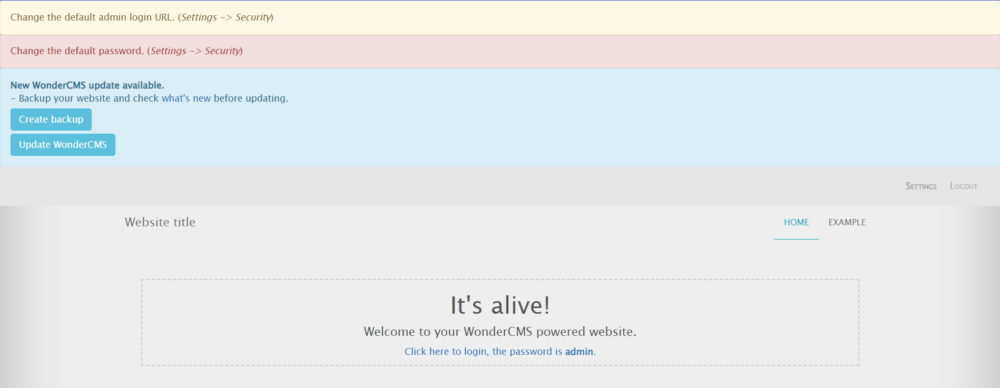 Change the default admin login URL. (Settings -> Security)
Change the default password. (Settings -> Security)
New WonderCMS update available.
- Backup your website and check what's new before updating.
Create backup
Update WonderCMS
Settings Logout
Website title HOME EXAMPLE
It's alive!
Welcome to your WonderCMS powered website.
Click here to login, the password is admin.